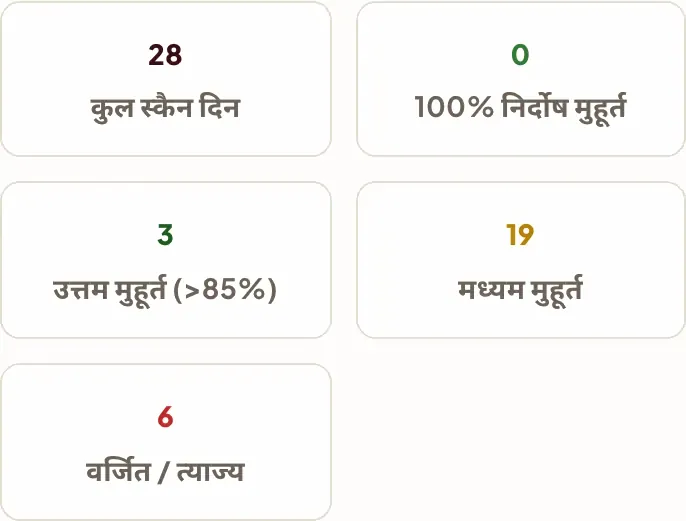 28
कुल स्कैन दिन
0
100% निर्दोष मुहूर्त
3
उत्तम मुहूर्त (>85%)
19
मध्यम मुहूर्त
6
वर्जित / त्याज्य